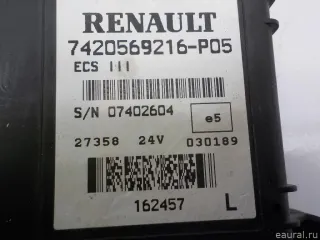 RENAULT
7420569216-P05
ECS III
S/N 07402604 e5
27358 24V 030189
162457 L
eaural.ru